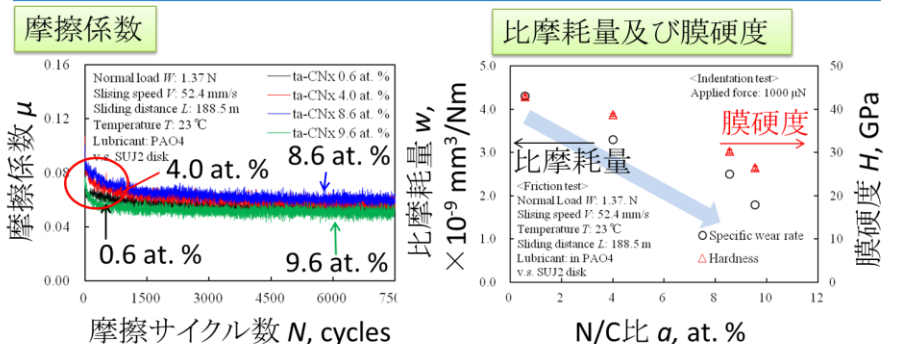 摩擦係数
0.16
0.12
0.08
0.04
0.00
摩擦係数 μ
Normal load W: 1.37 N
Slising speed V: 52.4 mm/s
Sliding distance L: 188.5 m
Temperature T: 23 ℃
Lubricant: PAO4
v.s. SUJ2 disk
ta-CNx 0.6 at. %
ta-CNx 4.0 at. %
ta-CNx 8.6 at. %
ta-CNx 9.6 at. %
4.0 at. %
8.6 at. %
0.6 at. %
9.6 at. %
0 1500 3000 4500 6000 750
摩擦サイクル数 N, cycles
比摩耗量及び膜硬度
比摩耗量 w,
×10-9 mm3/Nm
5.0
4.0
3.0
2.0
1.0
0.0
<Indentation test>
Applied force: 1000 μN
膜硬度
比摩耗量
<Friction test>
Normal Load W: 1.37. N
Slising speed V: 52.4 mm/s
Temperature T: 23 ℃
Sliding distance L: 188.5 m
Lubricant: in PAO4
v.s. SUJ2 disk
Specific wear rate
Hardness
50
40
30
20
10
0
膜硬度 H, GPa
0 2 4 6 8 10 12
N/C比 a, at. %